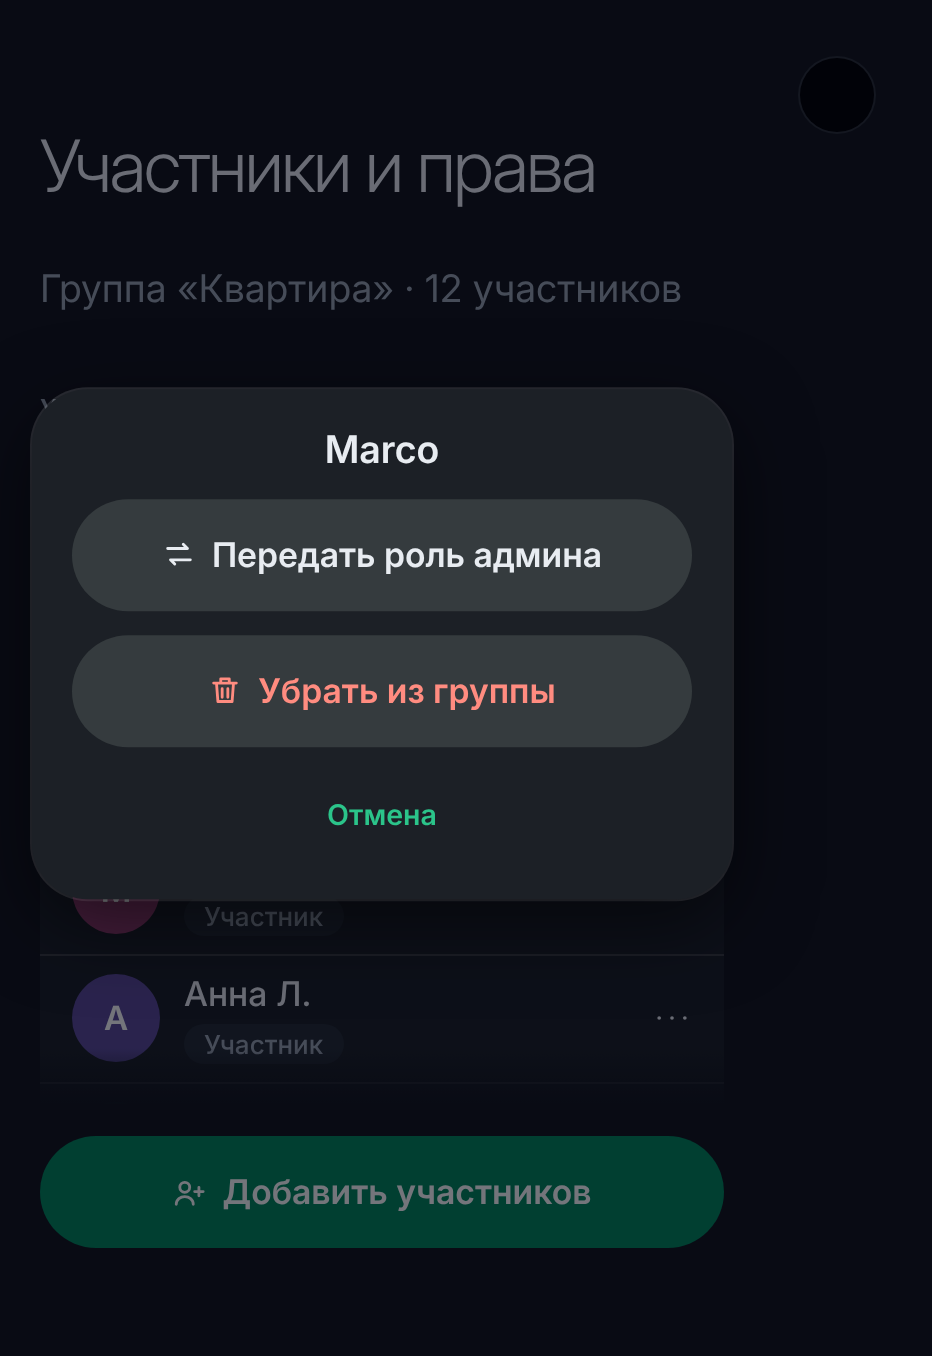 Участники и права
Группа «Квартира» · 12 участников
Marco
Передать роль админа
Убрать из группы
Отмена
Участник
Анна Л.
А
Участник
Добавить участников